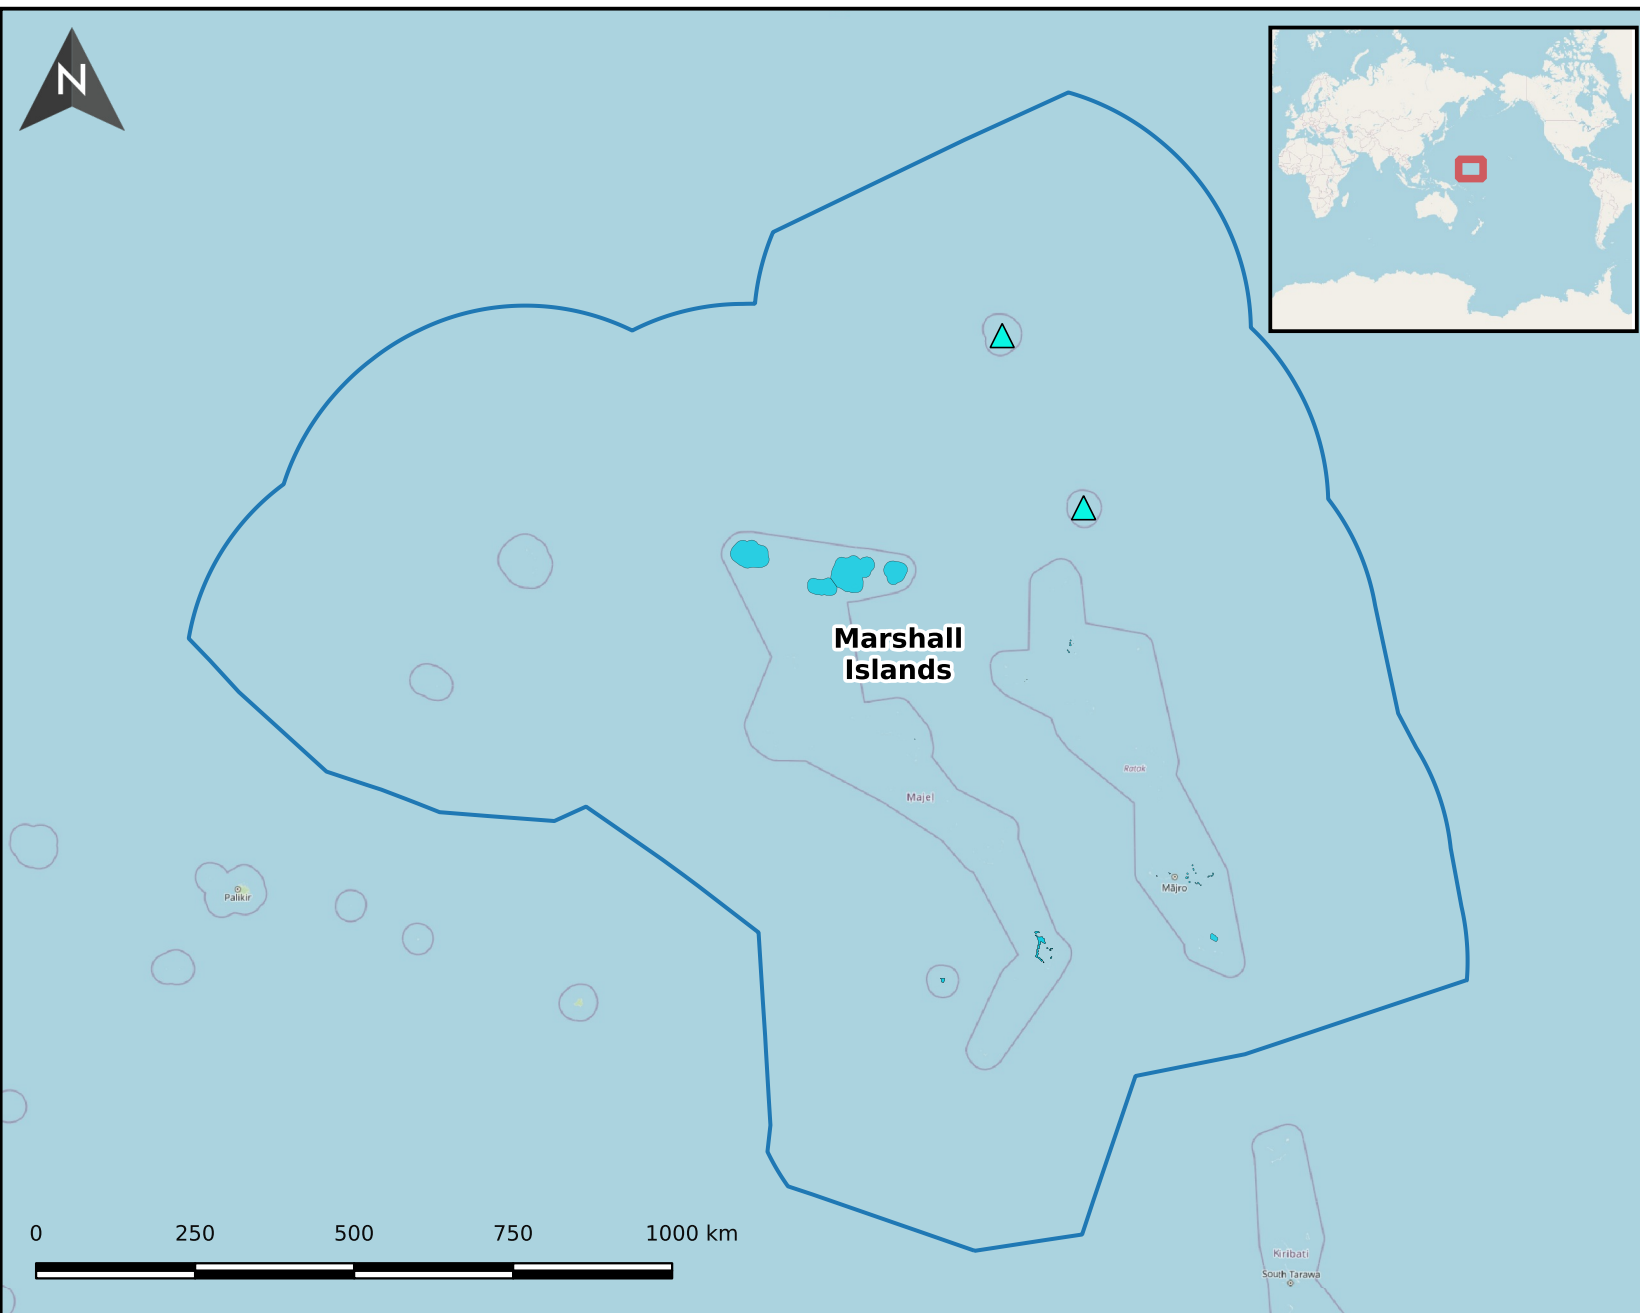 N
Marshall
Islands
Ratak
Majel
Mājro
Palikir
Kiribati
South Tarawa
0 250 500 750 1000 km